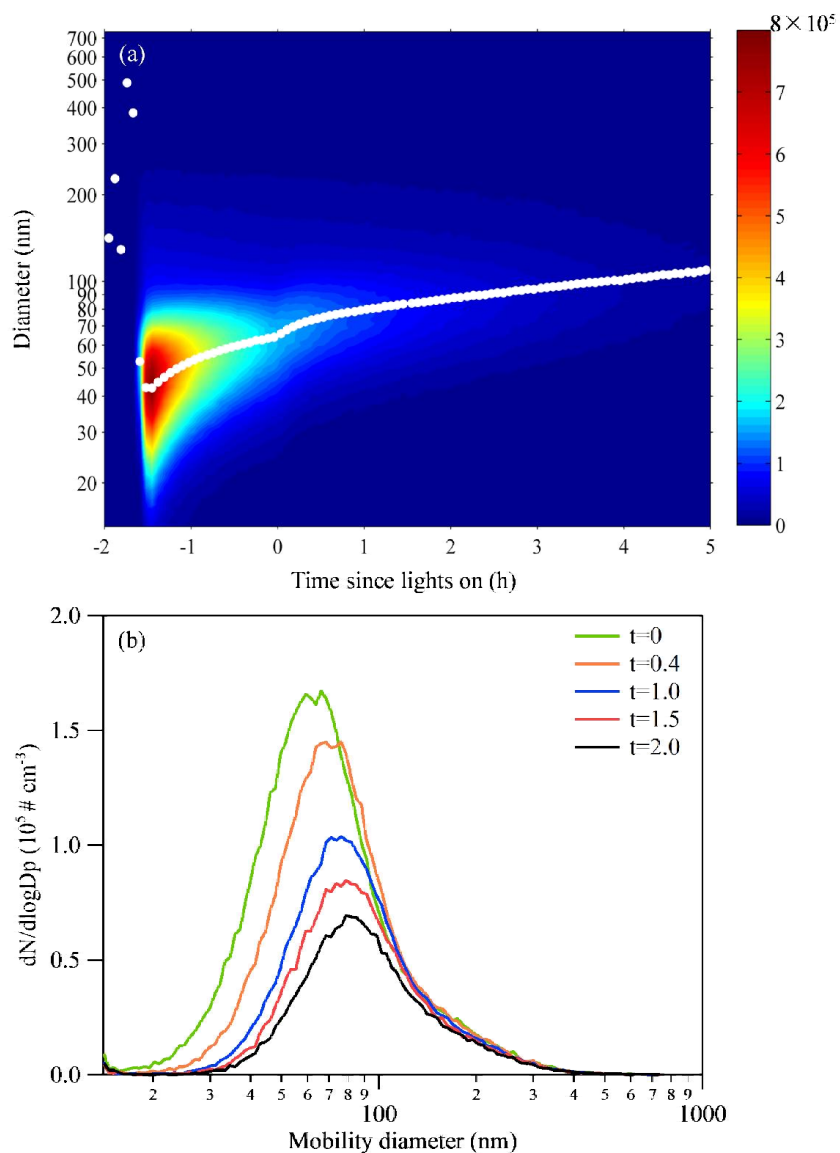 8×10⁵
(a)
700
600
500
400
300
200
100
90
80
70
60
50
40
30
20
Diameter (nm)
-2 -1 0 1 2 3 4 5
Time since lights on (h)
7
6
5
4
3
2
1
0
(b)
t=0
t=0.4
t=1.0
t=1.5
t=2.0
2.0
1.5
1.0
0.5
0.0
dN/dlogDp (10⁵ # cm⁻³)
2 3 4 5 6 7 8 9 100 2 3 4 5 6 7 8 9 1000
Mobility diameter (nm)